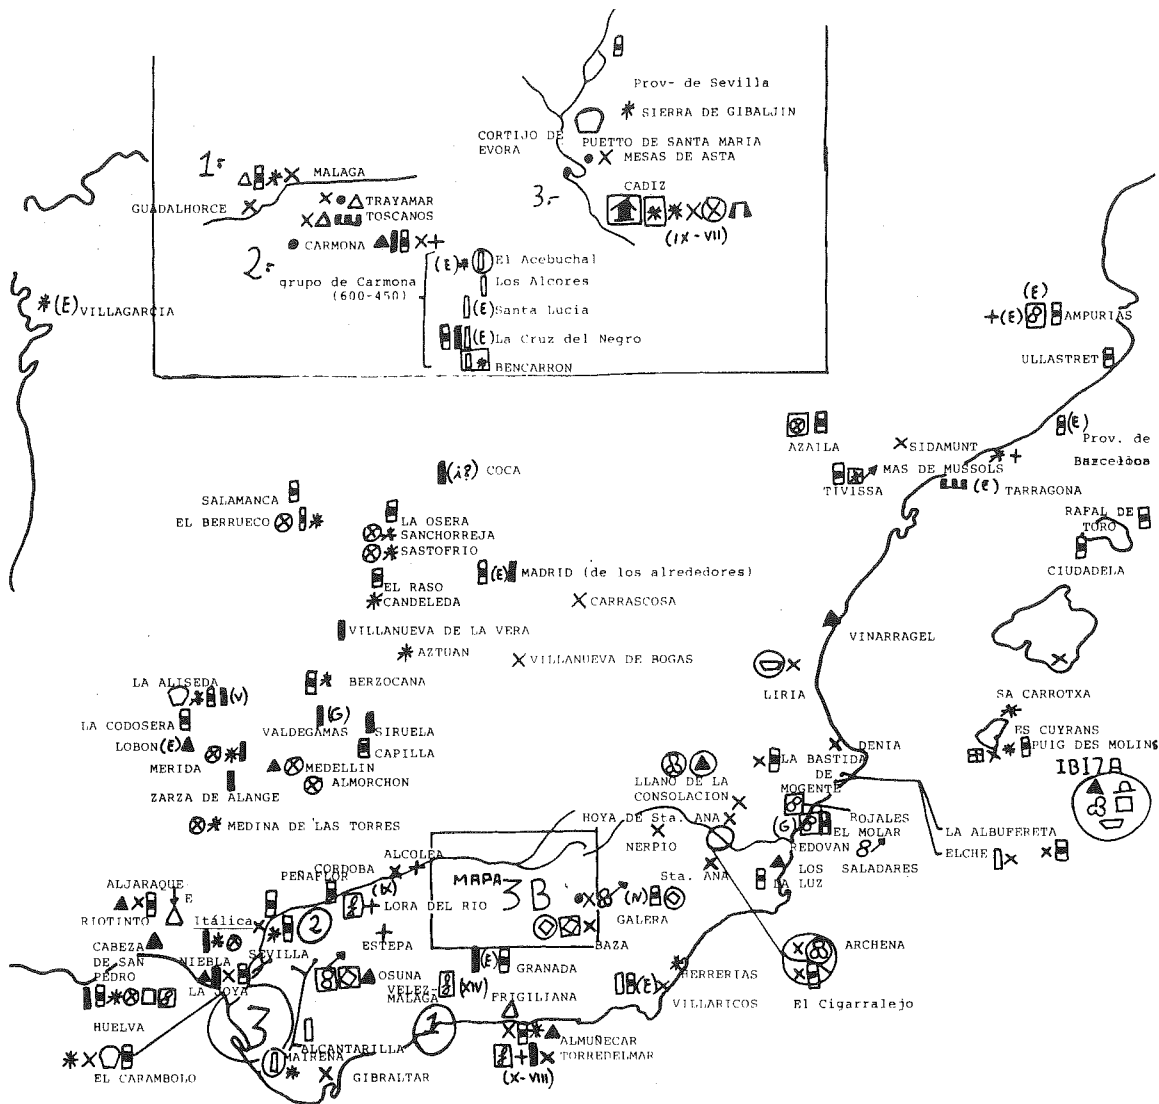 Prov- de Sevilla
SIERRA DE GIBALJIN
CORTIJO DE
EVORA
PUETTO DE SANTA MARIA
MESAS DE ASTA
1:-
MALAGA
GUADALHORCE
TRAYAMAR
TOSCANOS
3.-
CADIZ
(IX-VII)
CARMONA
2:-
grupo de Carmona
(600-450)
(E)
El Acebuchal
Los Alcores
(E) Santa Lucia
(E) La Cruz del Negro
BENCARRON
(E) VILLAGARCIA
(E)
(E)
AMPURIAS
ULLASTRET
(E)
Prov. de
Barcelona
AZAILA
SIDAMUNT
MAS DE MUSSOLS
TIVISSA
(E) TARRAGONA
RAFAL DE
TORO
CIUDADELA
(i?) COCA
SALAMANCA
EL BERRUECO
LA OSERA
SANCHORREJA
SASTOFRIO
EL RASO
CANDELEDA
(E) MADRID (de los alrededores)
CARRASCOSA
VILLANUEVA DE LA VERA
AZTUAN
VILLANUEVA DE BOGAS
VINARRAGEL
LIRIA
SA CARROTXA
ES CUYRANS
PUIG DES MOLINS
IBIZA
LA ALISEDA
(V)
BERZOCANA
LA CODOSERA
(G)
VALDEGAMAS
SIRUELA
LOBON (E)
CAPILLA
MERIDA
MEDELLIN
ZARZA DE ALANGE
ALMORCHON
MEDINA DE LAS TORRES
DENIA
LA BASTIDA
DE
MOGENTE
LLANO DE LA
CONSOLACION
HOYA DE Sta. ANA
NERPIO
Sta. ANA
(G)
ROJALES
EL MOLAR
REDOVAN
SALADARES
LOS
LA LUZ
LA ALBUFERETA
ELCHE
ALCOLEA
CORDOBA
PEÑAFLOR
(IX)
LORA DEL RIO
MAPA
3B
(IV)
GALERA
BAZA
ALJARAQUE
E
RIOTINTO
Itálica
2
CABEZA
DE SAN
PEDRO
NIEBLA
SEVILLA
LA JOYA
ESTEPA
OSUNA
VELEZ-
MALAGA
(XIV)
(E)
GRANADA
FRIGILIANA
HUELVA
3
1
ALCANTARILLA
MAIRENA
GIBRALTAR
EL CARAMBOLO
ALMUÑECAR
TORREDELMAR
(X-VIII)
(E)
HERRERIAS
VILLARICOS
ARCHENA
El Cigarralejo